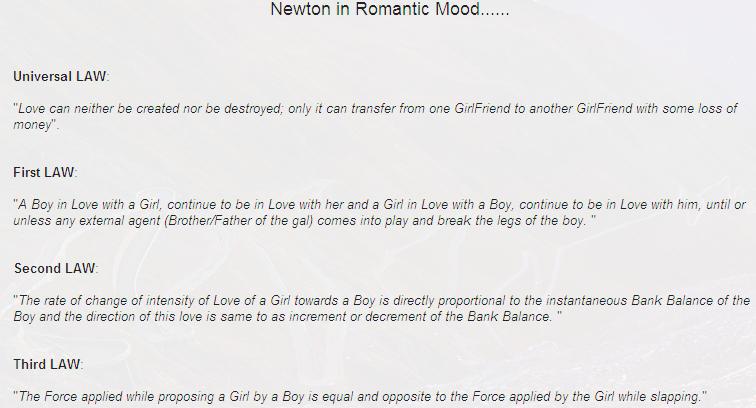 Newton in Romantic Mood......
Universal LAW:
"Love can neither be created nor be destroyed; only it can transfer from one GirlFriend to another GirlFriend with some loss of
money".
First LAW:
"A Boy in Love with a Girl, continue to be in Love with her and a Girl in Love with a Boy, continue to be in Love with him, until or
unless any external agent (Brother/Father of the gal) comes into play and break the legs of the boy. "
Second LAW:
"The rate of change of intensity of Love of a Girl towards a Boy is directly proportional to the instantaneous Bank Balance of the
Boy and the direction of this love is same to as increment or decrement of the Bank Balance. "
Third LAW:
"The Force applied while proposing a Girl by a Boy is equal and opposite to the Force applied by the Girl while slapping."